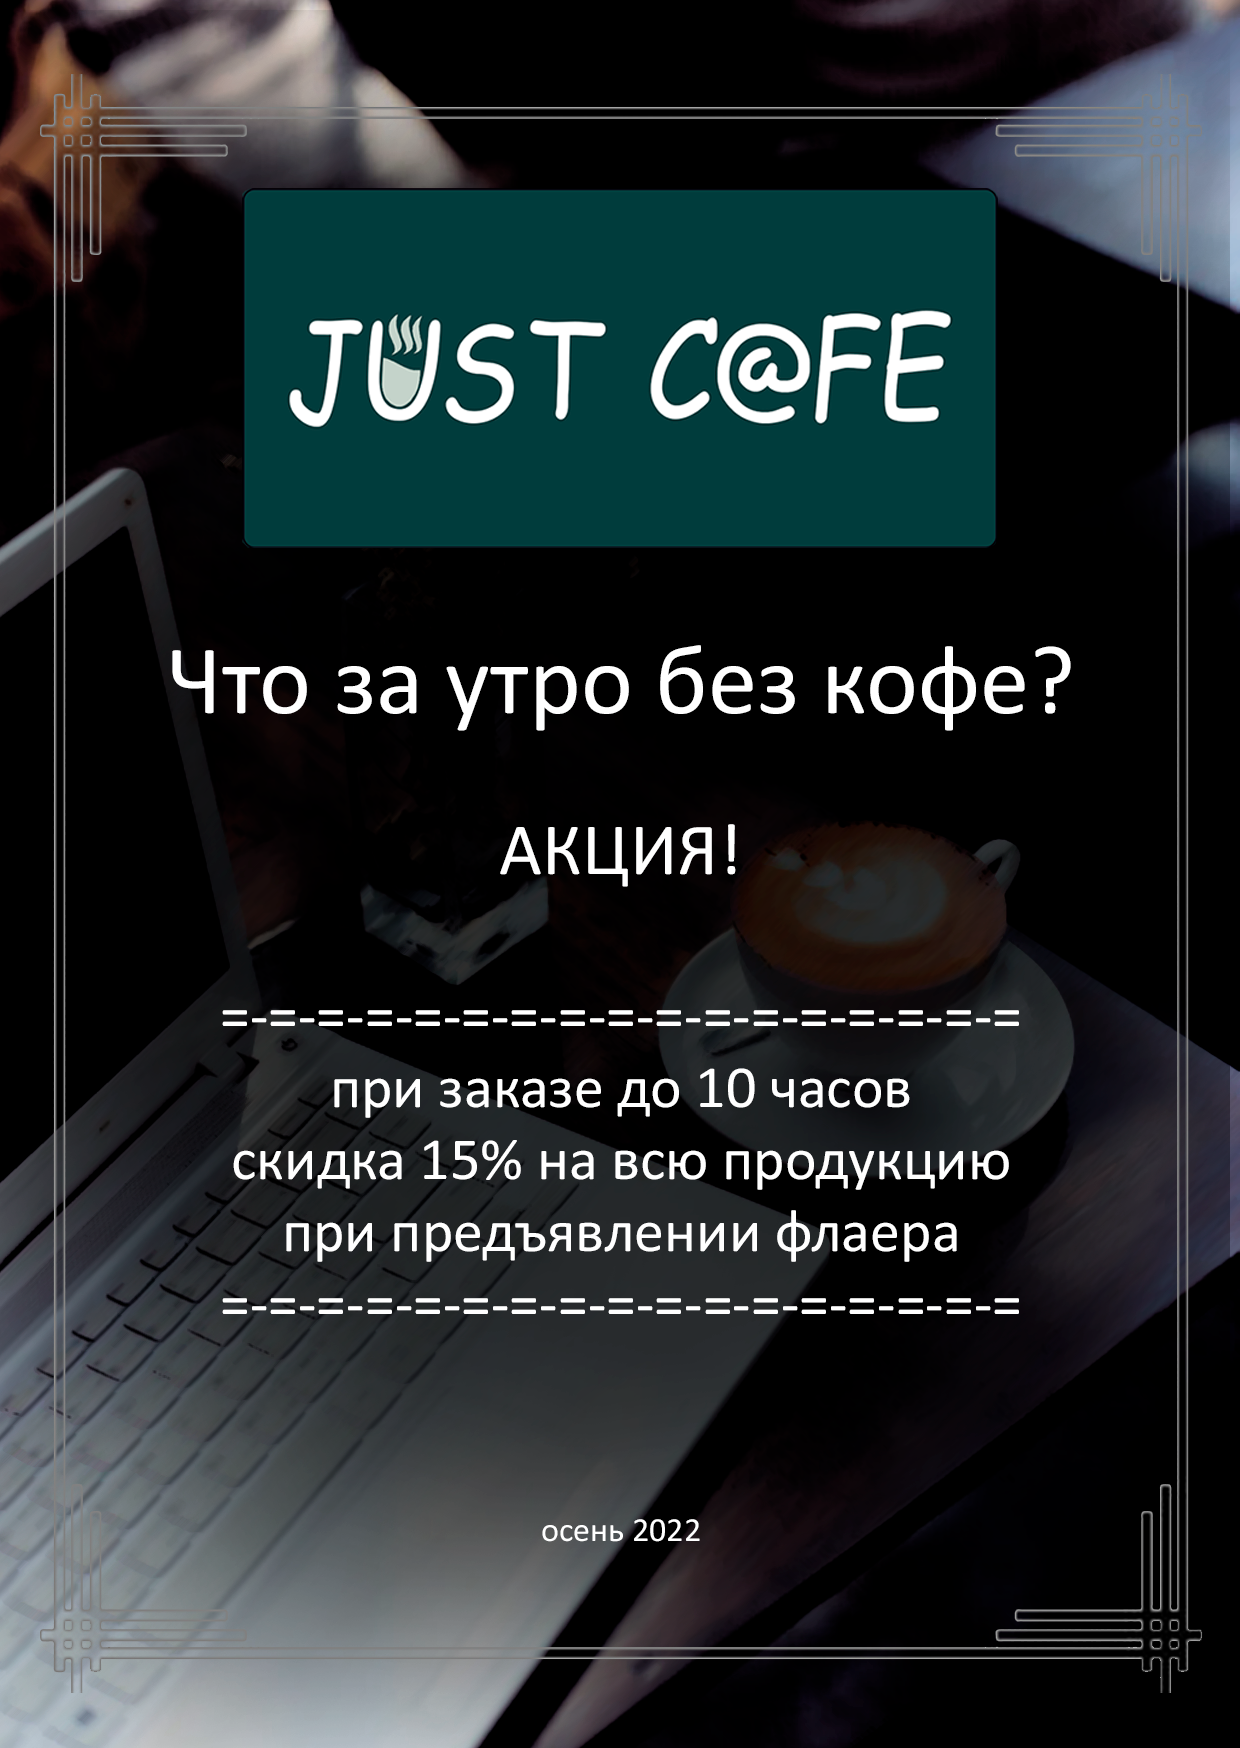 JUST C@FE
Что за утро без кофе?
АКЦИЯ!
=-=-=-=-=-=-=-=-=-=-=-=-=-=-=-=-=
при заказе до 10 часов
скидка 15% на всю продукцию
при предъявлении флаера
=-=-=-=-=-=-=-=-=-=-=-=-=-=-=-=-=
осень 2022